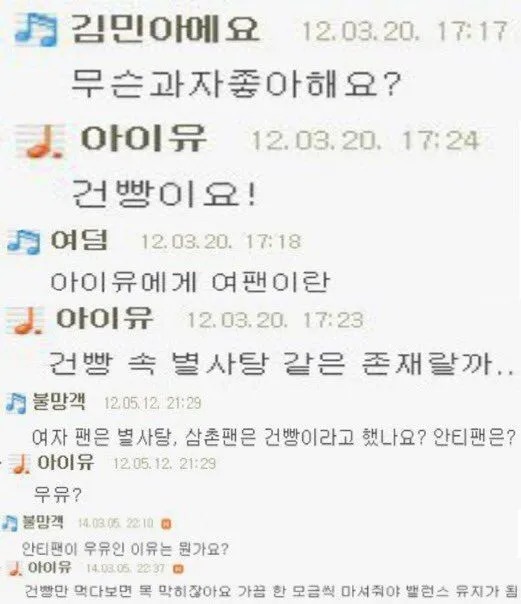 김민아예요 12.03.20. 17:17
무슨과자좋아해요?
아이유 12.03.20. 17:24
건빵이요!
여덤 12.03.20. 17:18
아이유에게 여팬이란
아이유 12.03.20. 17:23
건빵 속 별사탕 같은 존재랄까..
불망객 12.05.12. 21:29
여자 팬은 별사탕, 삼촌팬은 건빵이라고 했나요? 안티팬은?
아이유 12.05.12. 21:29
우유?
불망객 14.03.05. 22:10
안티팬이 우유인 이유는 뭔가요?
아이유 14.03.05. 22:37
건빵만 먹다보면 목 막히잖아요 가끔 한 모금씩 마셔줘야 밸런스 유지가 됨